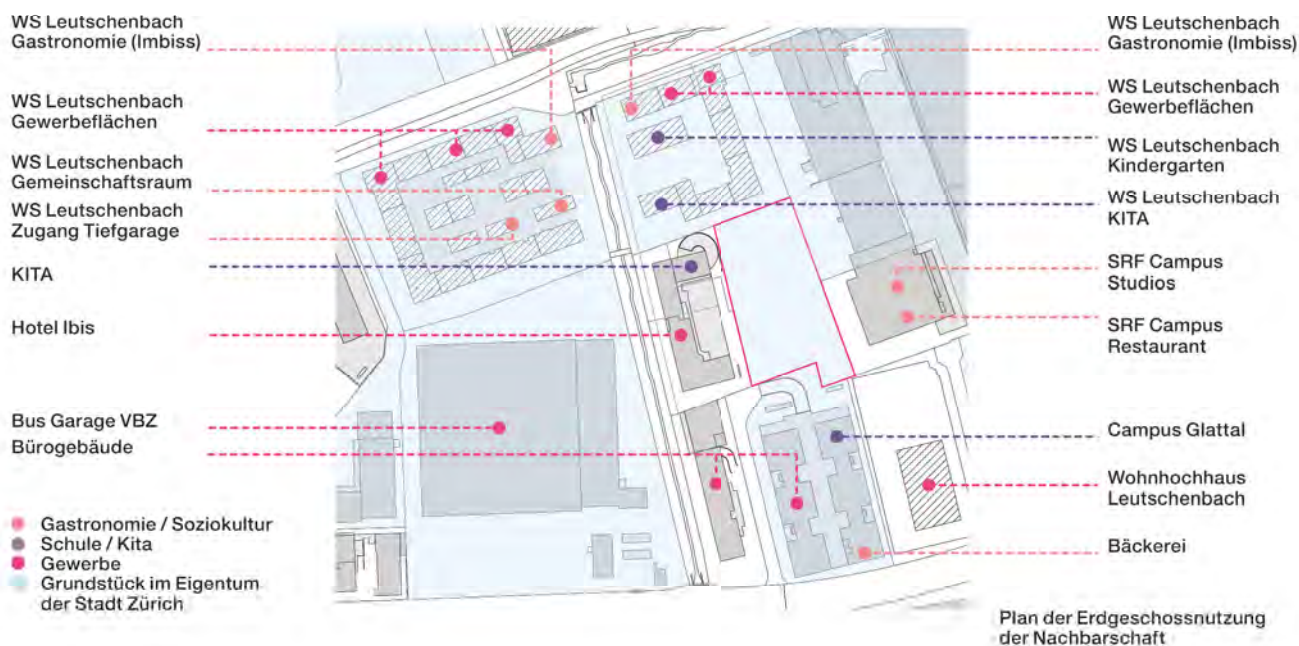 WS Leutschenbach
Gastronomie (Imbiss)
WS Leutschenbach
Gewerbeflächen
WS Leutschenbach
Gemeinschaftsraum
WS Leutschenbach
Zugang Tiefgarage
KITA
Hotel Ibis
Bus Garage VBZ
Bürogebäude
Gastronomie / Soziokultur
Schule / Kita
Gewerbe
Grundstück im Eigentum
der Stadt Zürich
WS Leutschenbach
Gastronomie (Imbiss)
WS Leutschenbach
Gewerbeflächen
WS Leutschenbach
Kindergarten
WS Leutschenbach
KITA
SRF Campus
Studios
SRF Campus
Restaurant
Campus Glattal
Wohnhochhaus
Leutschenbach
Bäckerei
Plan der Erdgeschossnutzung
der Nachbarschaft